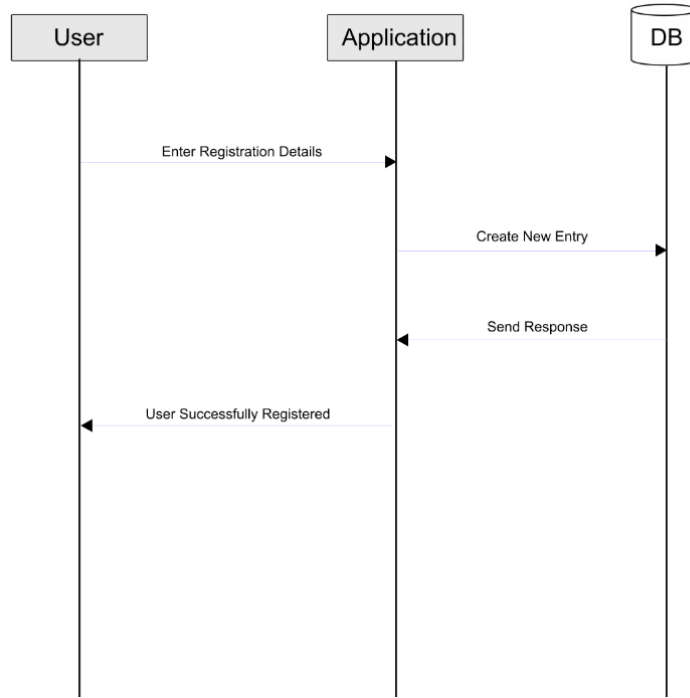 User
Application
DB
Enter Registration Details
Create New Entry
Send Response
User Successfully Registered